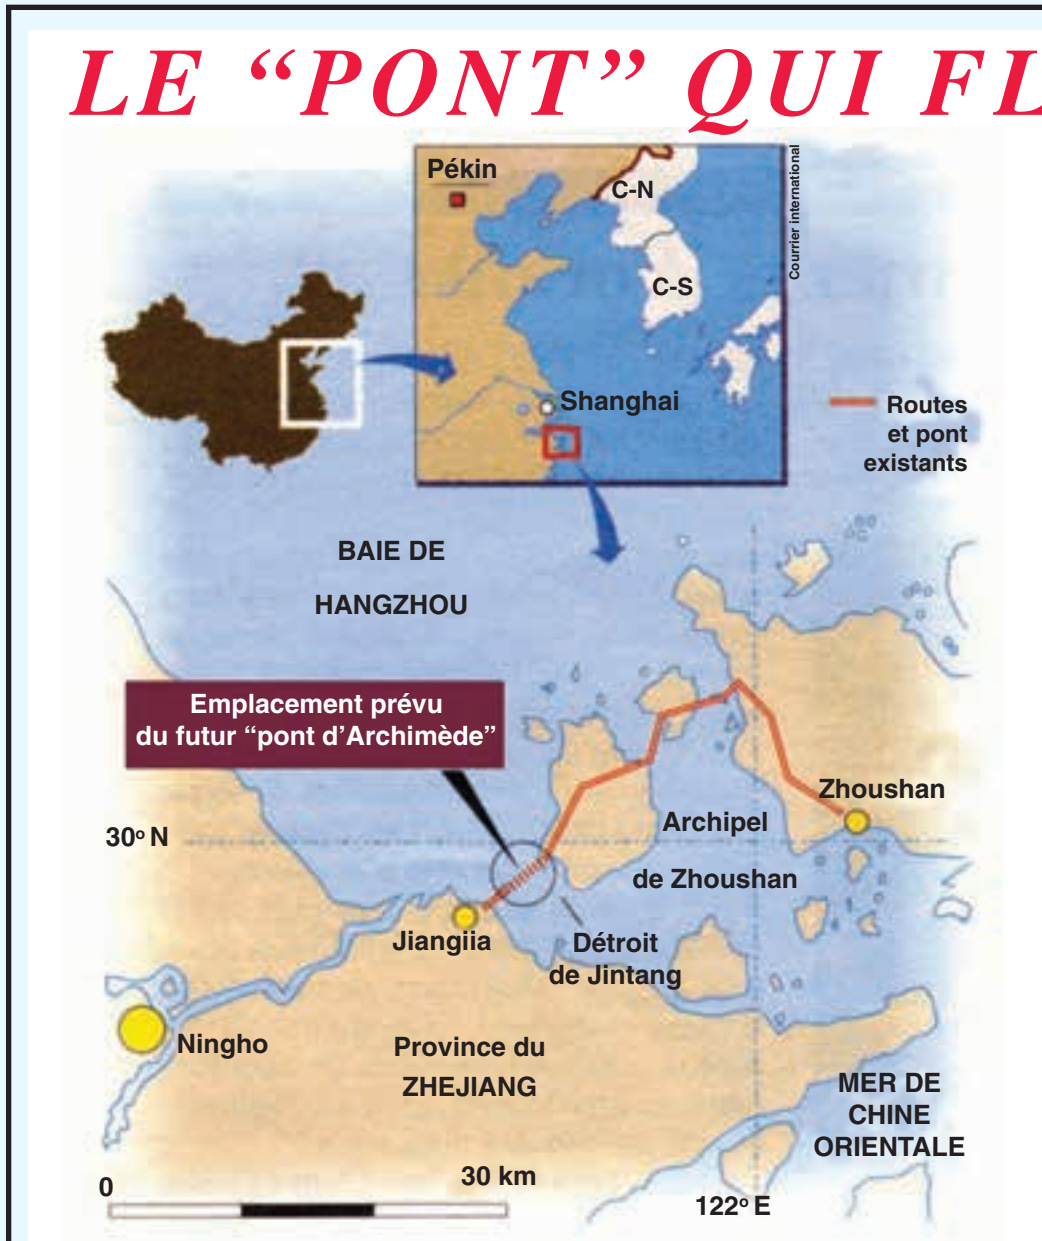 LE “PONT” QUI FL
Pékin
C-N
C-S
Courrier international
Shanghai
Routes
et pont
existants
BAIE DE
HANGZHOU
Emplacement prévu
du futur “pont d’Archimède”
Zhoushan
Archipel
30° N
de Zhoushan
Jiangiia
Détroit
de Jintang
Ningho
Province du
ZHEJIANG
MER DE
CHINE
ORIENTALE
0
30 km
122° E